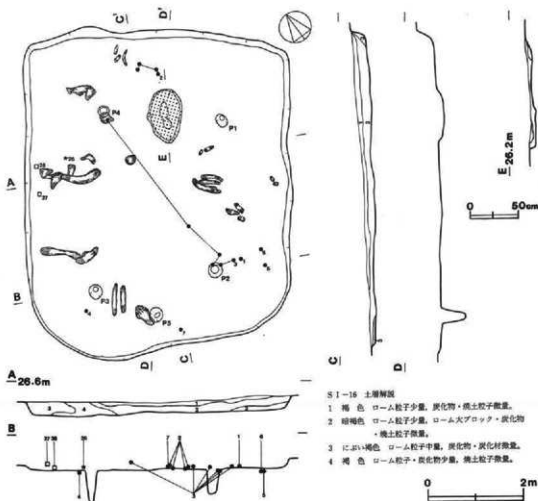 C' D'
P4
P1
E
26.2m
E
0 50cm
A
28
26
27
P2
B
P3
P5
D C
C D
A 26.6m
B
SI-16 土層解説
1 褐色 ローム粒子少量、炭化物・焼土粒子微量。
2 暗褐色 ローム粒子少量、ローム大ブロック・炭化物
・焼土粒子微量。
3 にぶい褐色 ローム粒子中量、炭化物・炭化材微量。
4 褐色 ローム粒子・炭化物少量、焼土粒子微量。
0 2m